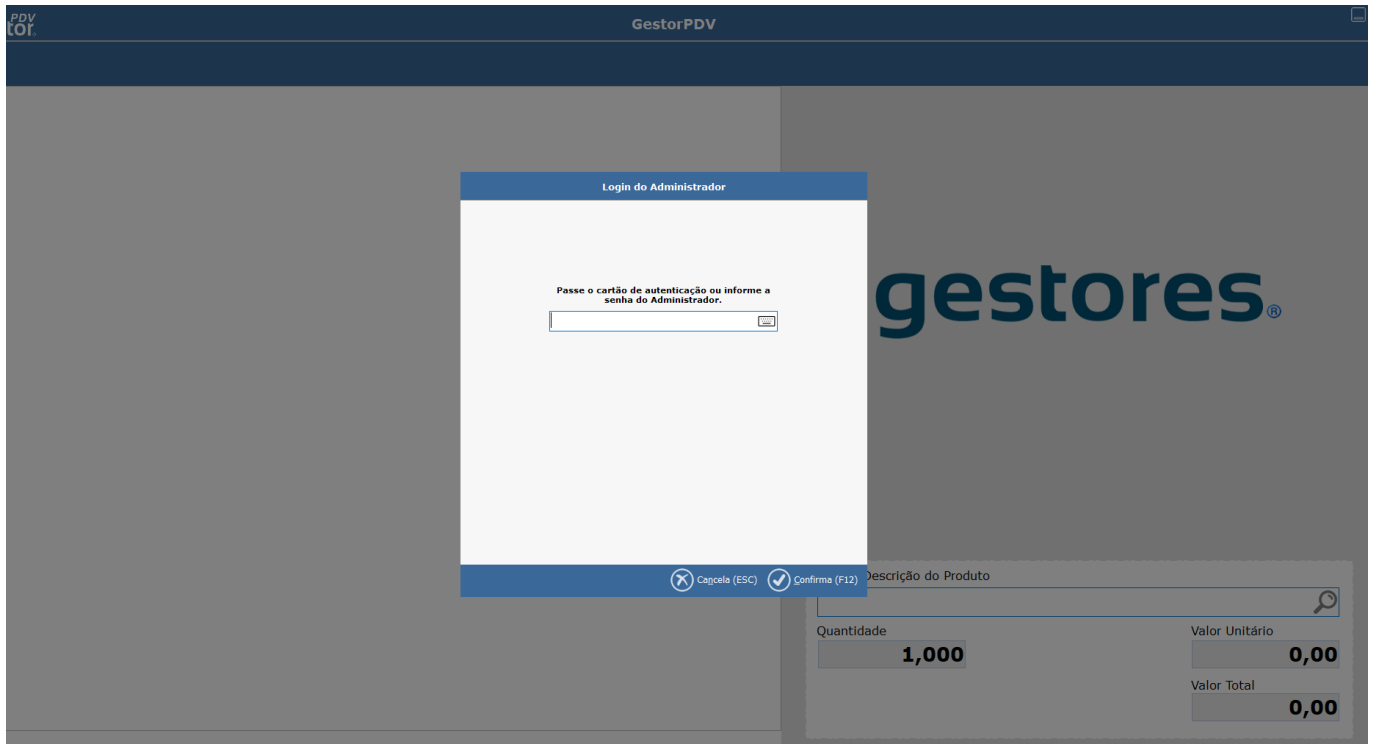 PDV
tor.
GestorPDV
Login do Administrador
Passe o cartão de autenticação ou informe a
senha do Administrador.
gestores®
Cancela (ESC) Confirma (F12)
Descrição do Produto
Quantidade
Valor Unitário
1,000
0,00
Valor Total
0,00